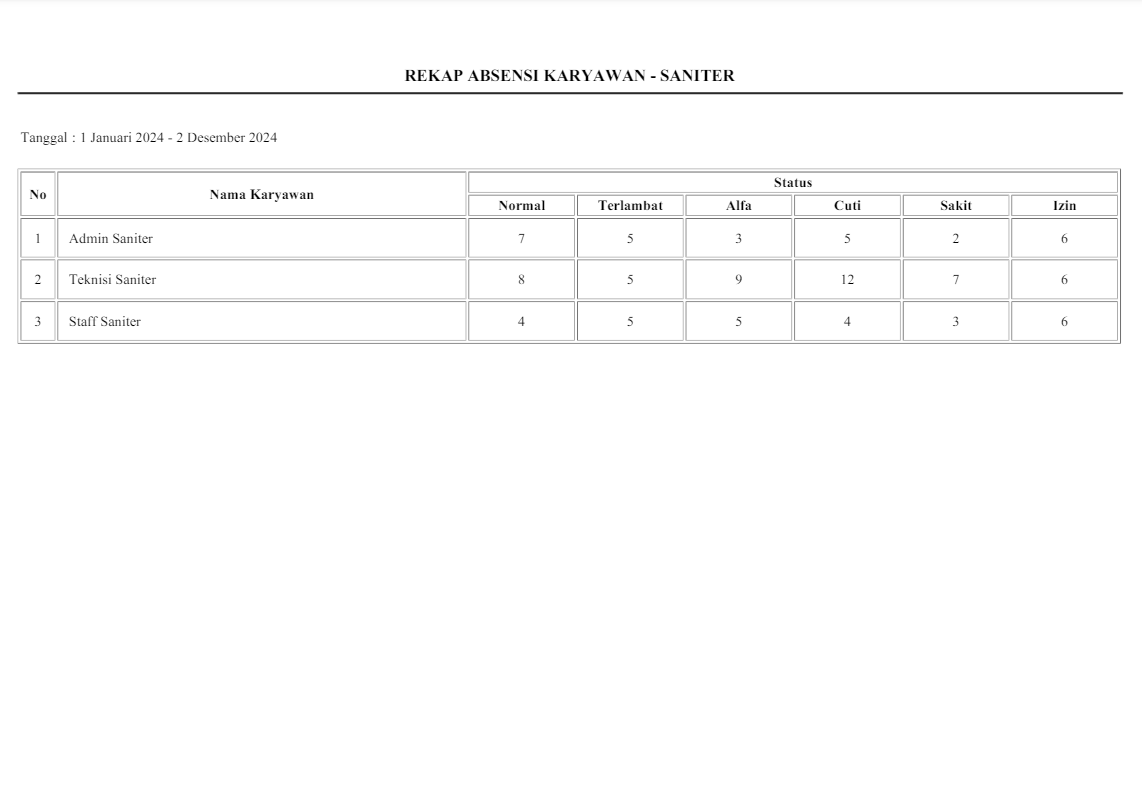 REKAP ABSENSI KARYAWAN - SANITER
Tanggal : 1 Januari 2024 - 2 Desember 2024
No Nama Karyawan Status
Normal Terlambat Alfa Cuti Sakit Izin
1 Admin Saniter 7 5 3 5 2 6
2 Teknisi Saniter 8 5 9 12 7 6
3 Staff Saniter 4 5 5 4 3 6